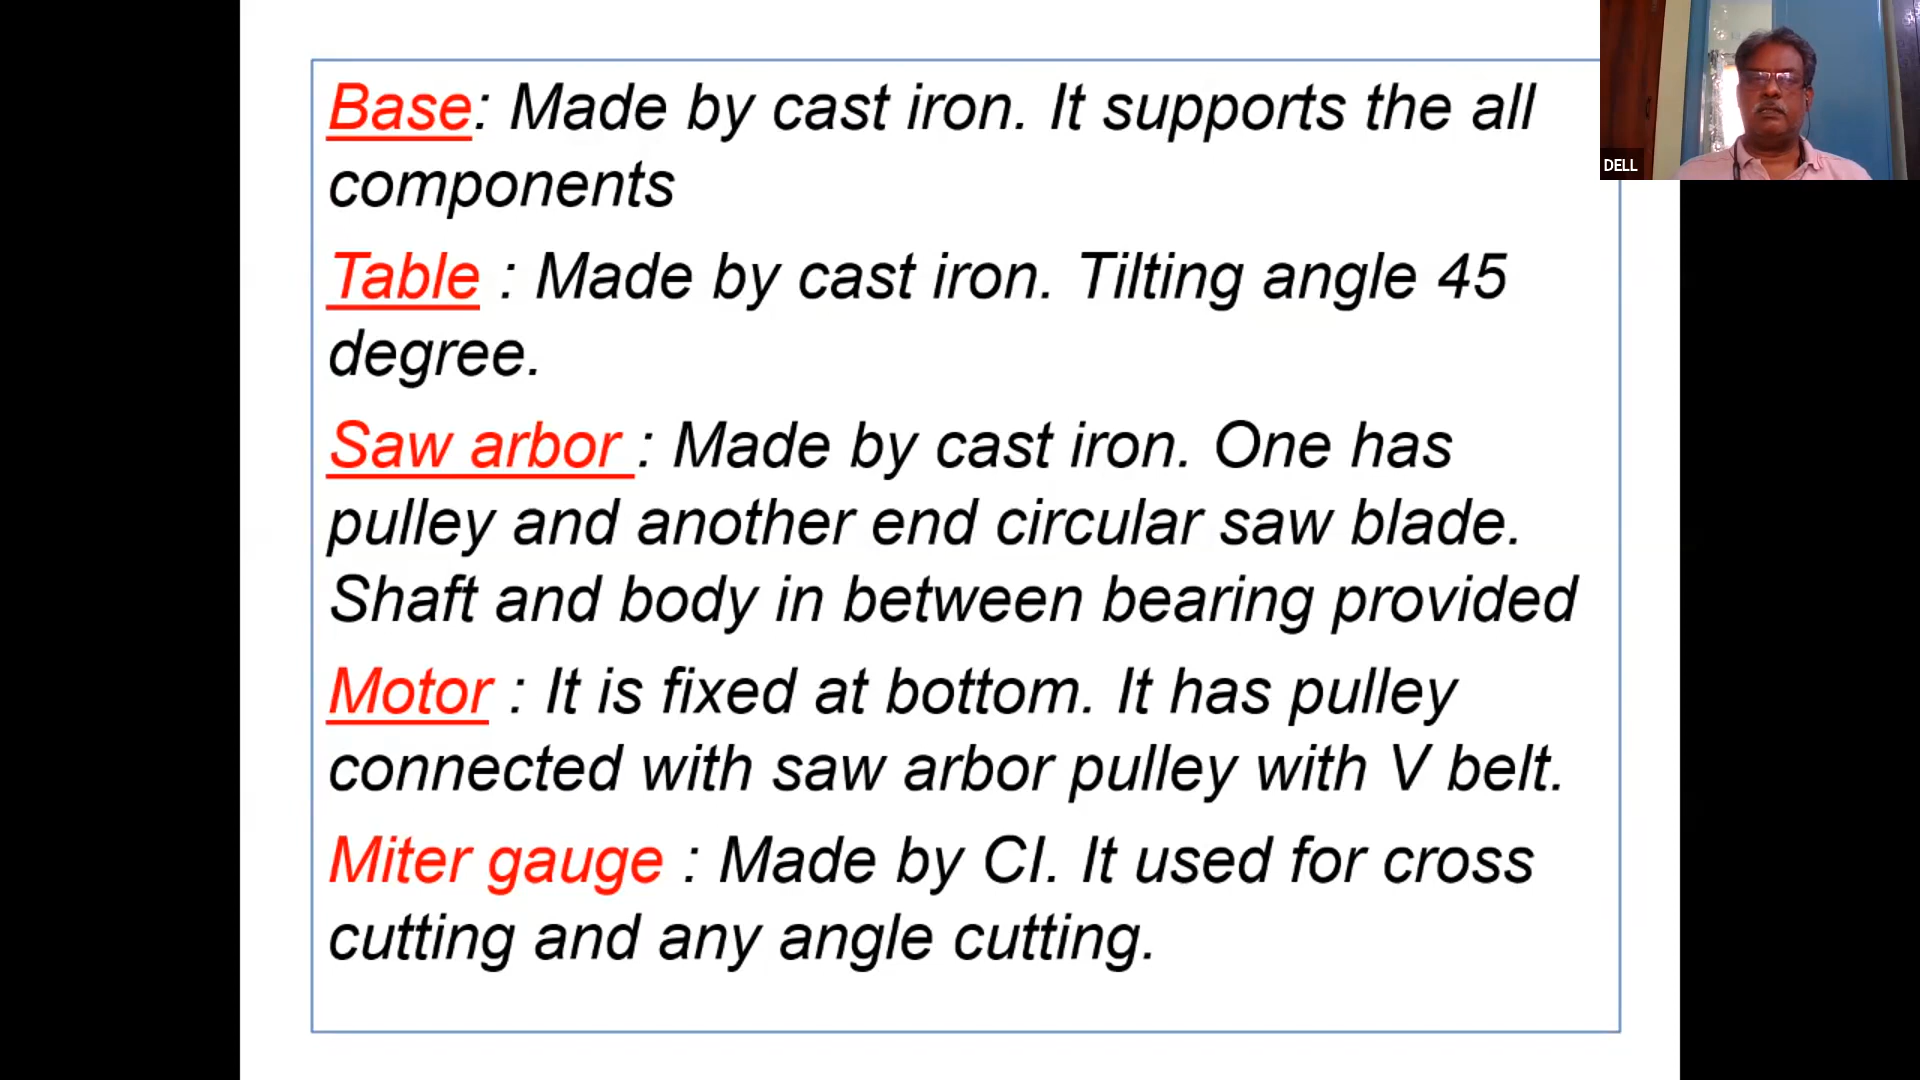 Base: Made by cast iron. It supports the all
components
Table : Made by cast iron. Tilting angle 45
degree.
Saw arbor : Made by cast iron. One has
pulley and another end circular saw blade.
Shaft and body in between bearing provided
Motor : It is fixed at bottom. It has pulley
connected with saw arbor pulley with V belt.
Miter gauge : Made by CI. It used for cross
cutting and any angle cutting.
DELL